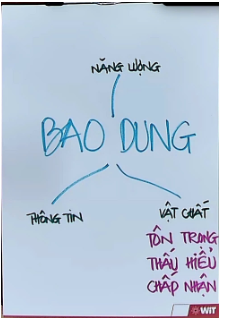 NĂNG LƯỢNG
BAO DUNG
THÔNG TIN
VẬT CHẤT
TÔN TRỌNG
THẤU HIỂU
CHẤP NHẬN
WIT